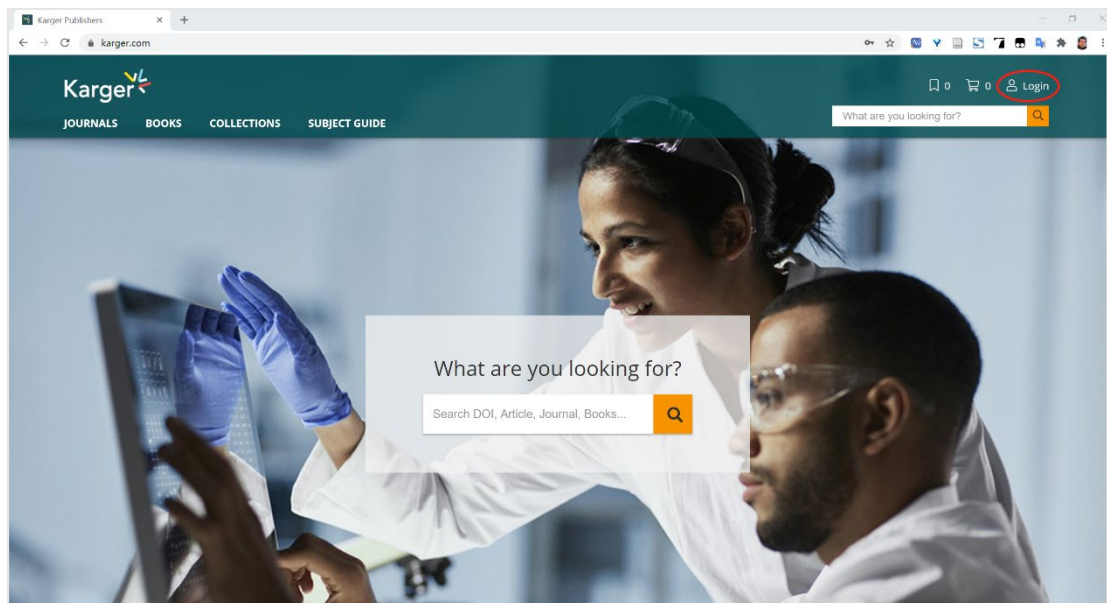 Karger Publishers
karger.com
Karger
0 0 Login
JOURNALS BOOKS COLLECTIONS SUBJECT GUIDE
What are you looking for?
What are you looking for?
Search DOI, Article, Journal, Books...